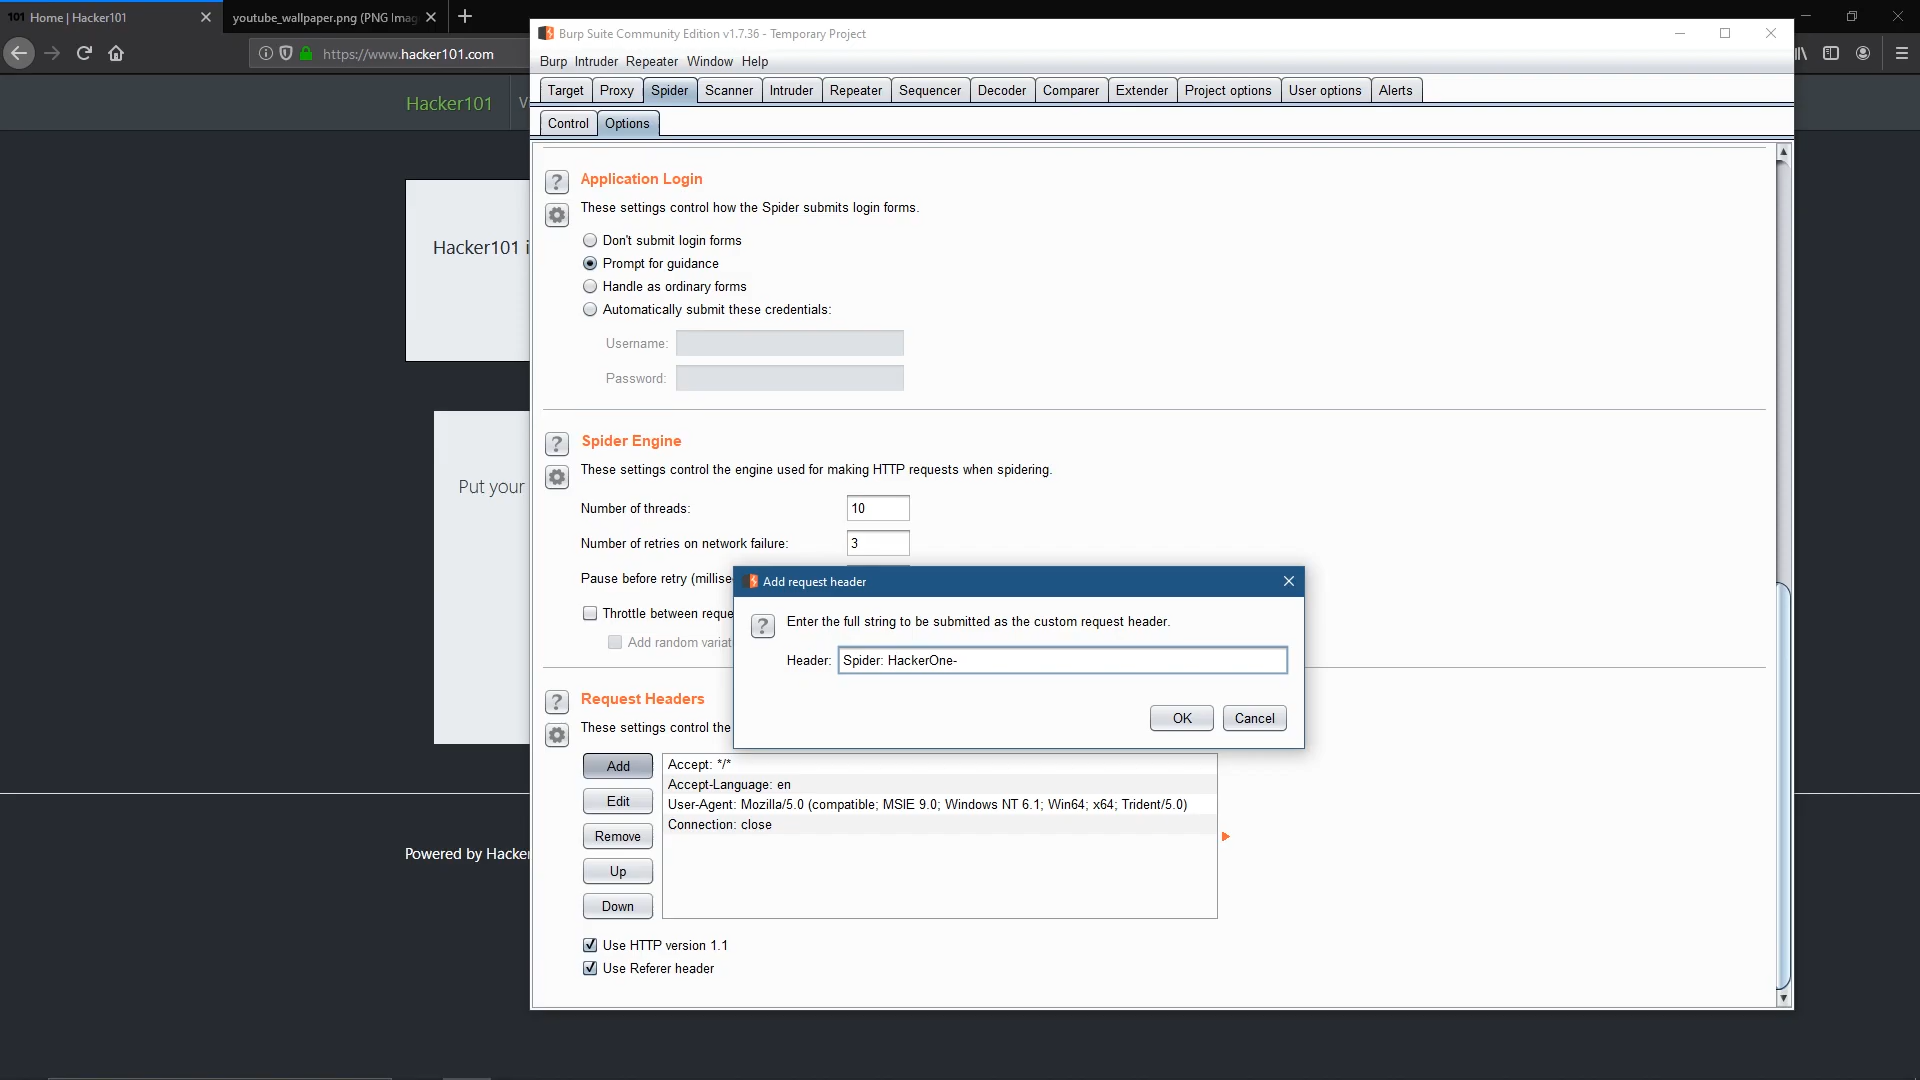 101 Home | Hacker101
youtube_wallpaper.png (PNG Imag
https://www.hacker101.com
Hacker101
V
Hacker101 i
Put your
Powered by Hacker
Burp Suite Community Edition v1.7.36 - Temporary Project
Burp Intruder Repeater Window Help
Target Proxy Spider Scanner Intruder Repeater Sequencer Decoder Comparer Extender Project options User options Alerts
Control Options
? Application Login
These settings control how the Spider submits login forms.
Don't submit login forms
Prompt for guidance
Handle as ordinary forms
Automatically submit these credentials:
Username:
Password:
? Spider Engine
These settings control the engine used for making HTTP requests when spidering.
Number of threads: 10
Number of retries on network failure: 3
Pause before retry (millise
Throttle between reque
Add random variat
Add request header
? Enter the full string to be submitted as the custom request header.
Header: Spider: HackerOne-
OK Cancel
? Request Headers
These settings control the
Add
Edit
Remove
Up
Down
Accept: */*
Accept-Language: en
User-Agent: Mozilla/5.0 (compatible; MSIE 9.0; Windows NT 6.1; Win64; x64; Trident/5.0)
Connection: close
Use HTTP version 1.1
Use Referer header